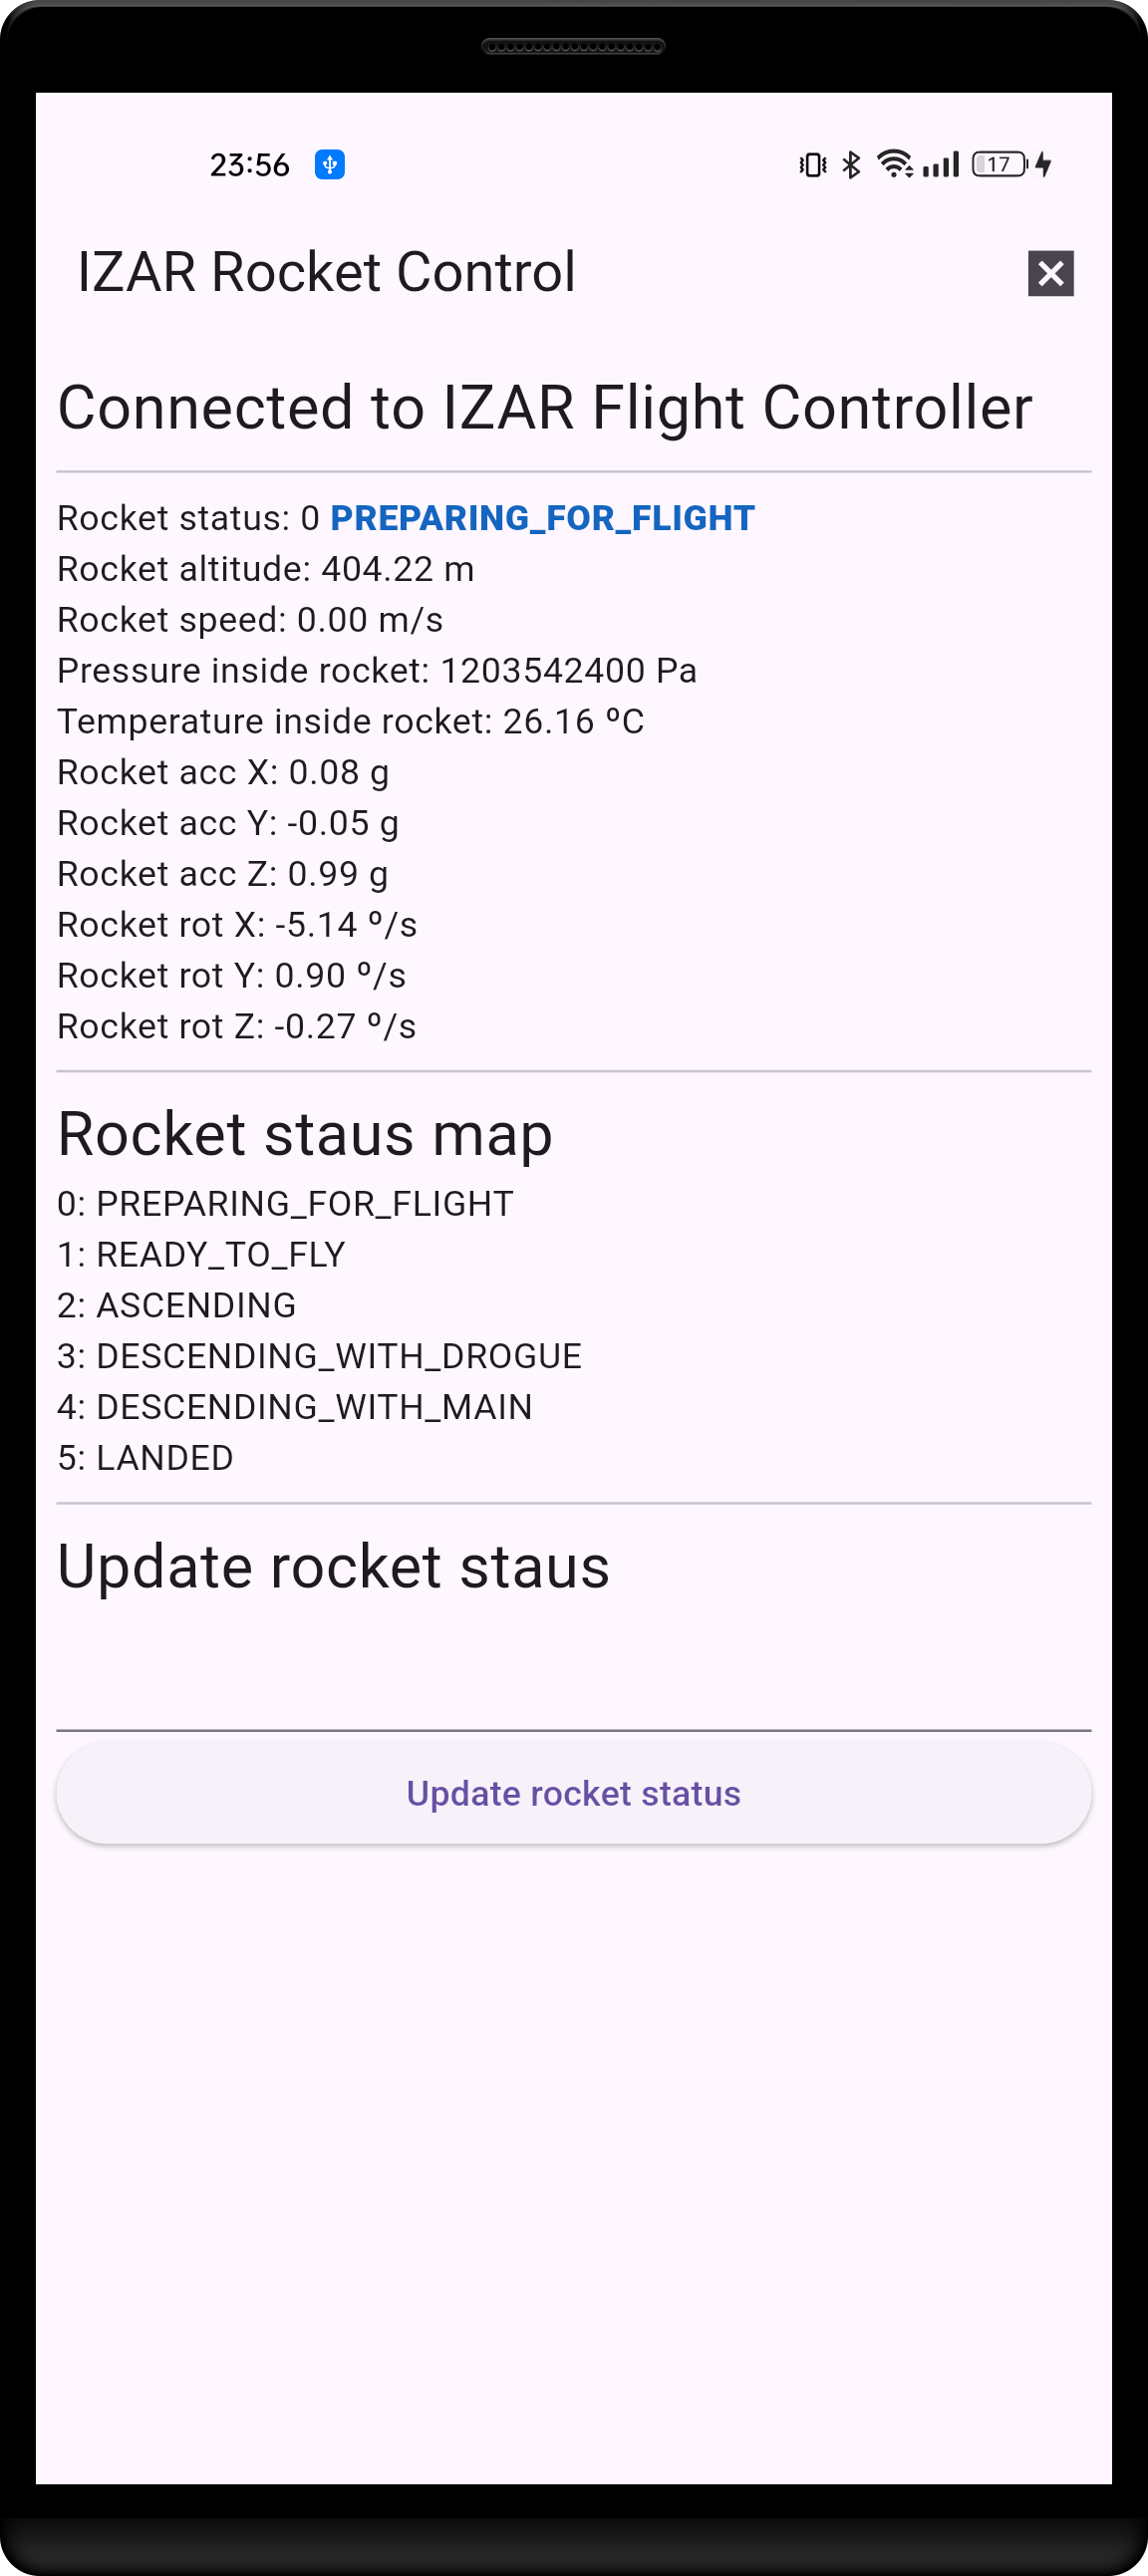 23:56
17
IZAR Rocket Control
Connected to IZAR Flight Controller
Rocket status: 0 PREPARING_FOR_FLIGHT
Rocket altitude: 404.22 m
Rocket speed: 0.00 m/s
Pressure inside rocket: 1203542400 Pa
Temperature inside rocket: 26.16 ºC
Rocket acc X: 0.08 g
Rocket acc Y: -0.05 g
Rocket acc Z: 0.99 g
Rocket rot X: -5.14 º/s
Rocket rot Y: 0.90 º/s
Rocket rot Z: -0.27 º/s
Rocket staus map
0: PREPARING_FOR_FLIGHT
1: READY_TO_FLY
2: ASCENDING
3: DESCENDING_WITH_DROGUE
4: DESCENDING_WITH_MAIN
5: LANDED
Update rocket staus
Update rocket status